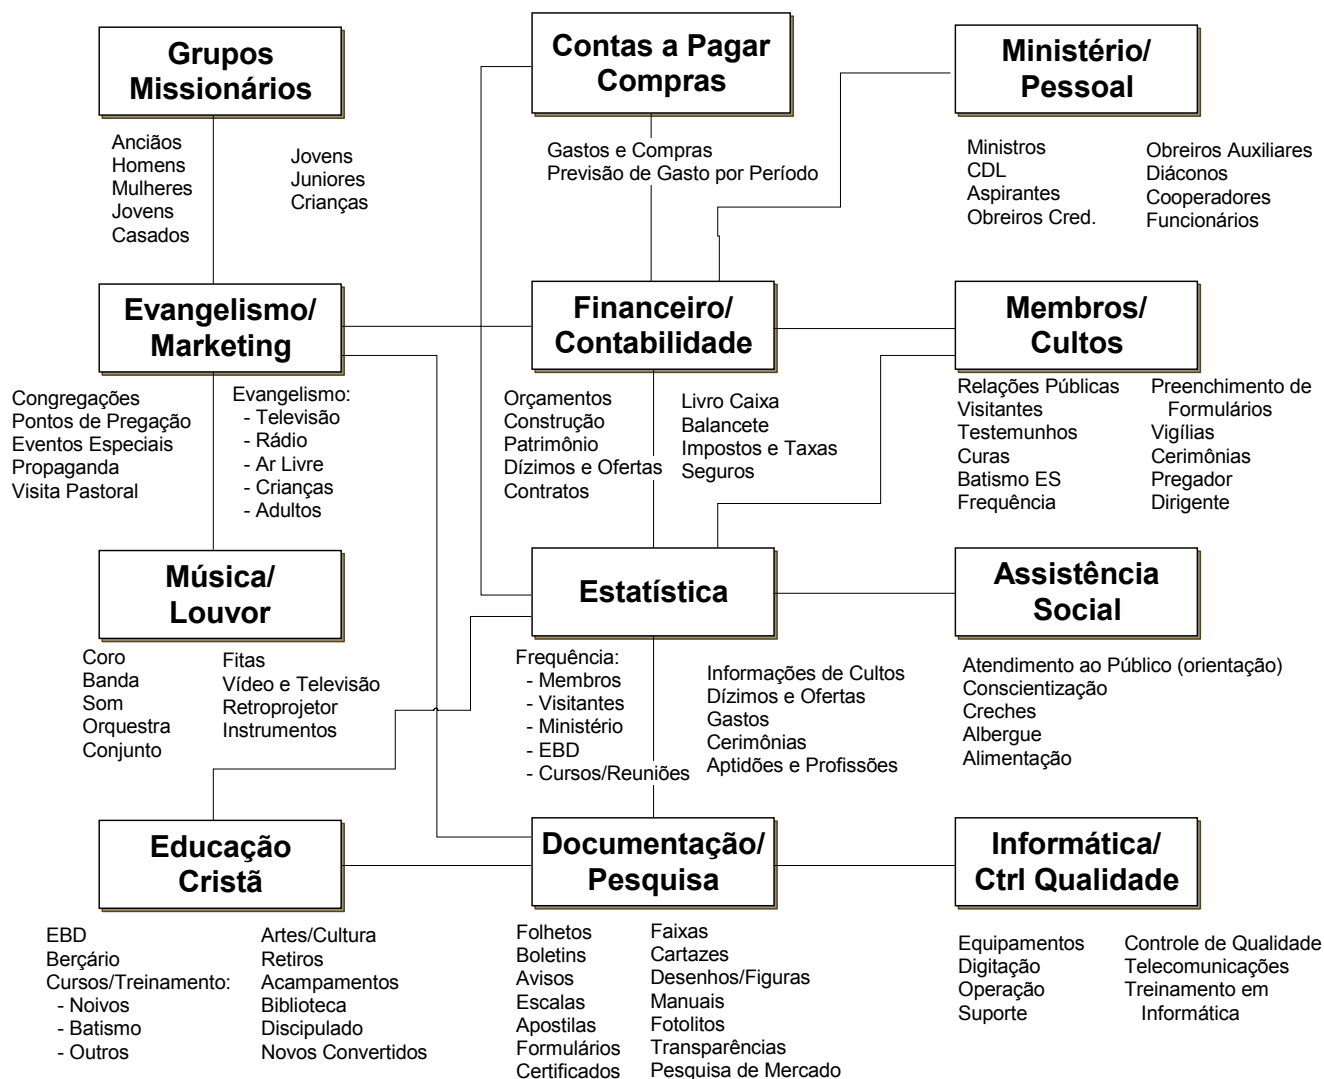 Grupos
Missionários
Anciãos
Homens
Mulheres
Jovens
Casados
Jovens
Juniores
Crianças
Contas a Pagar
Compras
Gastos e Compras
Previsão de Gasto por Período
Ministério/
Pessoal
Ministros
CDL
Aspirantes
Obreiros Cred.
Obreiros Auxiliares
Diáconos
Cooperadores
Funcionários
Evangelismo/
Marketing
Congregações
Pontos de Pregação
Eventos Especiais
Propaganda
Visita Pastoral
Evangelismo:
- Televisão
- Rádio
- Ar Livre
- Crianças
- Adultos
Financeiro/
Contabilidade
Orçamentos
Construção
Patrimônio
Dízimos e Ofertas
Contratos
Livro Caixa
Balancete
Impostos e Taxas
Seguros
Membros/
Cultos
Relações Públicas
Visitantes
Testemunhos
Curas
Batismo ES
Frequência
Preenchimento de
Formulários
Vigílias
Cerimônias
Pregador
Dirigente
Música/
Louvor
Coro
Banda
Som
Orquestra
Conjunto
Fitas
Vídeo e Televisão
Retroprojetor
Instrumentos
Estatística
Frequência:
- Membros
- Visitantes
- Ministério
- EBD
- Cursos/Reuniões
Informações de Cultos
Dízimos e Ofertas
Gastos
Cerimônias
Aptidões e Profissões
Assistência
Social
Atendimento ao Público (orientação)
Conscientização
Creches
Albergue
Alimentação
Educação
Cristã
EBD
Berçário
Cursos/Treinamento:
- Noivos
- Batismo
- Outros
Artes/Cultura
Retiros
Acampamentos
Biblioteca
Discipulado
Novos Convertidos
Documentação/
Pesquisa
Folhetos
Boletins
Avisos
Escalas
Apostilas
Formulários
Certificados
Faixas
Cartazes
Desenhos/Figuras
Manuais
Fotolitos
Transparências
Pesquisa de Mercado
Informática/
Ctrl Qualidade
Equipamentos
Digitação
Operação
Suporte
Controle de Qualidade
Telecomunicações
Treinamento em
Informática